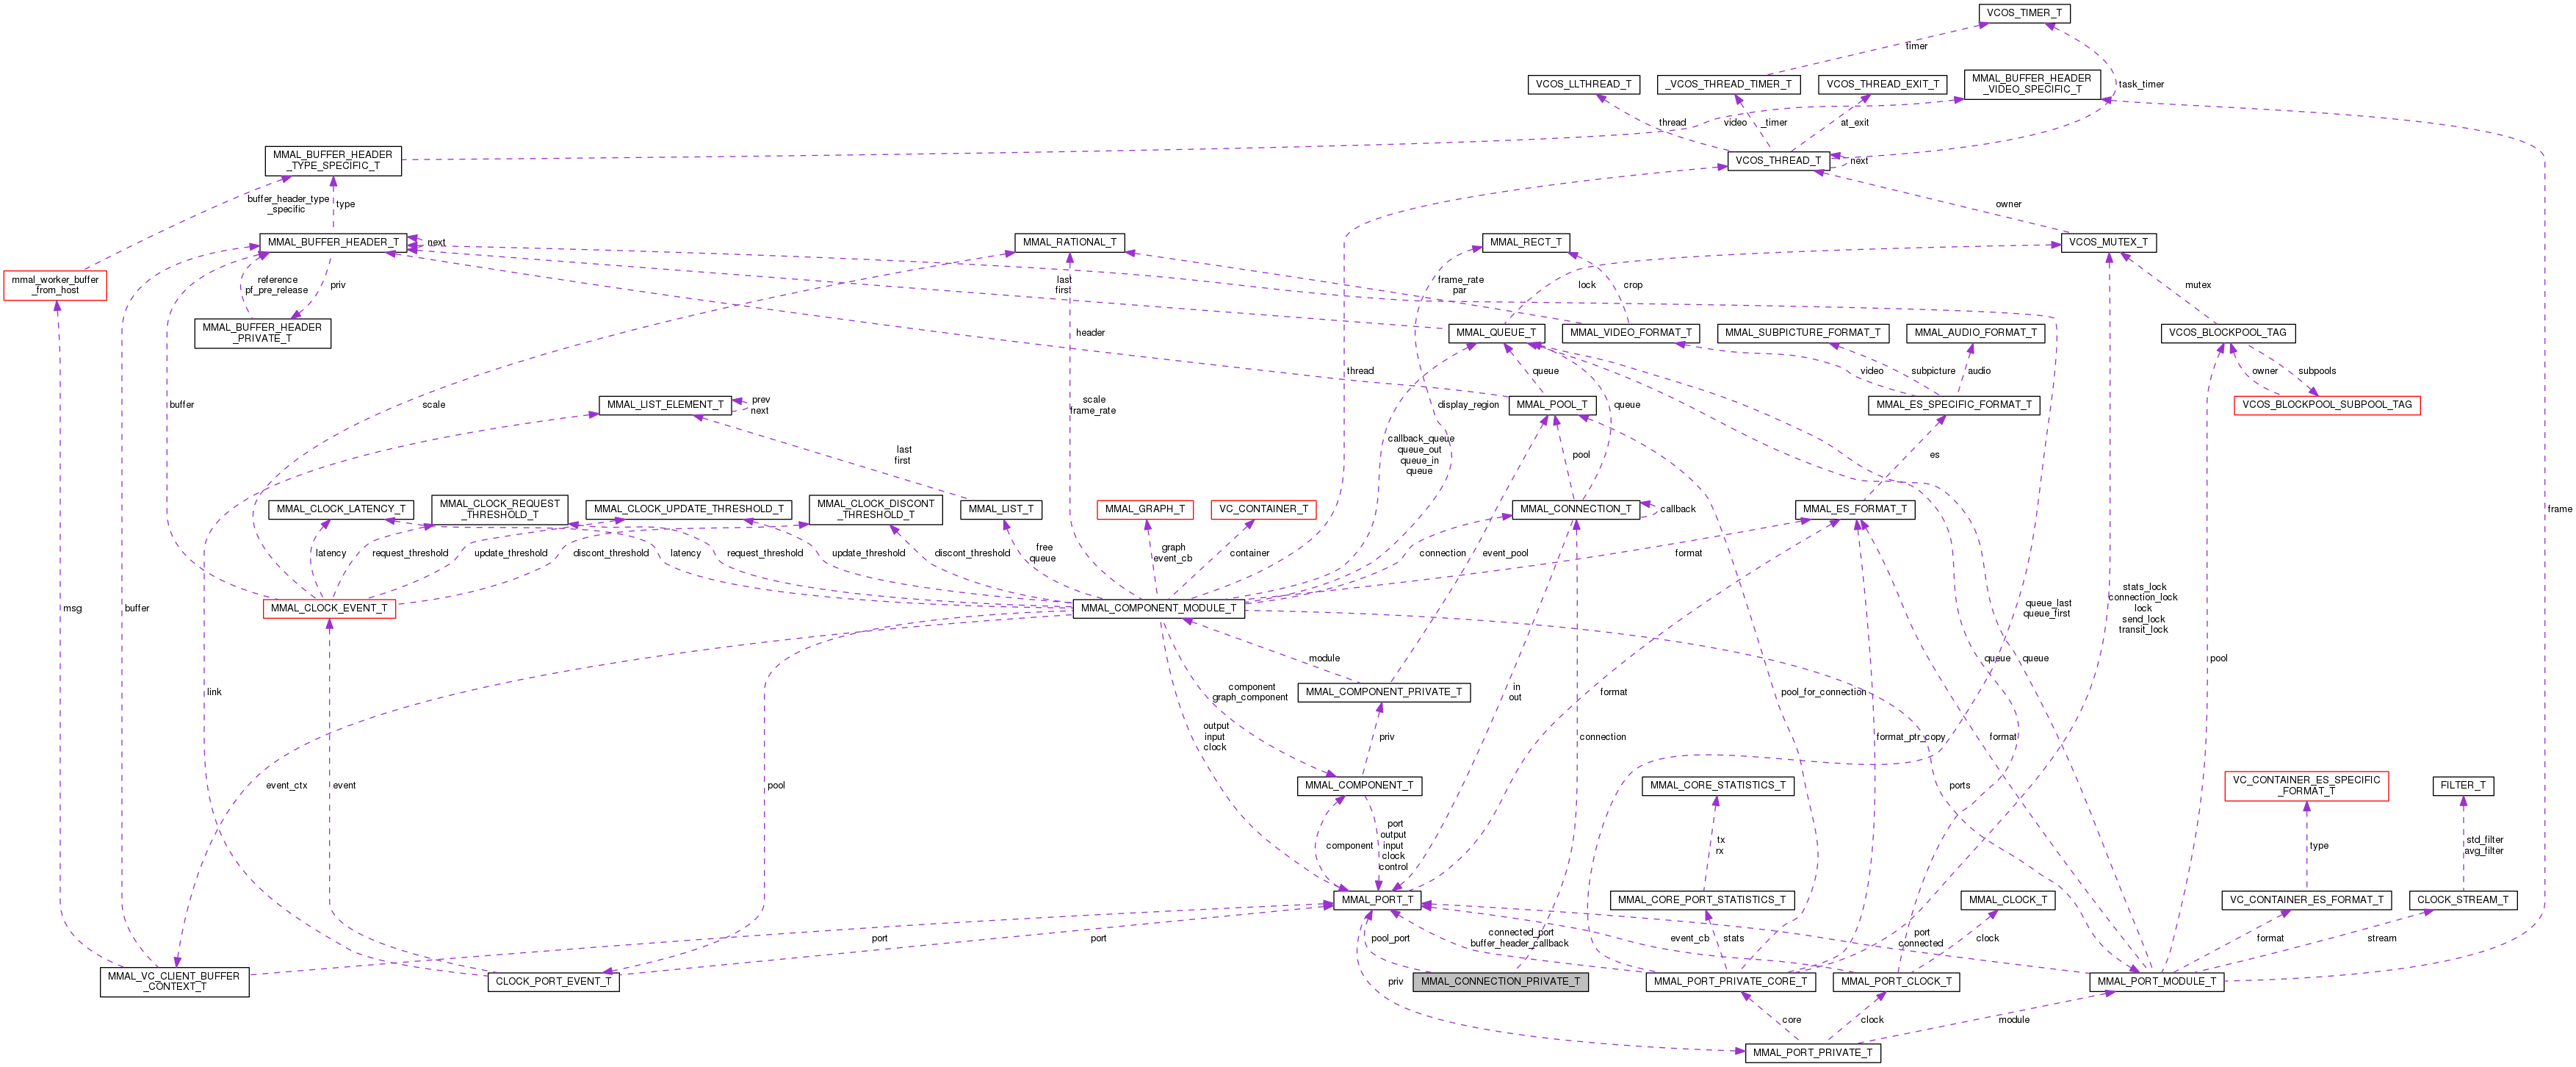 VCOS_TIMER_T
timer
VCOS_LLTHREAD_T
_VCOS_THREAD_TIMER_T
VCOS_THREAD_EXIT_T
MMAL_BUFFER_HEADER
_VIDEO_SPECIFIC_T
task_timer
thread
video
_timer
at_exit
MMAL_BUFFER_HEADER
_TYPE_SPECIFIC_T
VCOS_THREAD_T
next
buffer_header_type
_specific
type
owner
MMAL_BUFFER_HEADER_T
next
MMAL_RATIONAL_T
MMAL_RECT_T
VCOS_MUTEX_T
mmal_worker_buffer
_from_host
reference
pf_pre_release
priv
last
first
frame_rate
par
lock
crop
mutex
frame
MMAL_BUFFER_HEADER
_PRIVATE_T
header
MMAL_QUEUE_T
MMAL_VIDEO_FORMAT_T
MMAL_SUBPICTURE_FORMAT_T
MMAL_AUDIO_FORMAT_T
VCOS_BLOCKPOOL_TAG
thread
queue
video
subpicture
audio
owner
subpools
buffer
scale
MMAL_LIST_ELEMENT_T
prev
next
scale
frame_rate
display_region
MMAL_POOL_T
queue
MMAL_ES_SPECIFIC_FORMAT_T
VCOS_BLOCKPOOL_SUBPOOL_TAG
last
first
callback_queue
queue_out
queue_in
queue
pool
es
MMAL_CLOCK_LATENCY_T
MMAL_CLOCK_REQUEST
_THRESHOLD_T
MMAL_CLOCK_UPDATE_THRESHOLD_T
MMAL_CLOCK_DISCONT
_THRESHOLD_T
MMAL_LIST_T
MMAL_GRAPH_T
VC_CONTAINER_T
MMAL_CONNECTION_T
callback
MMAL_ES_FORMAT_T
latency
request_threshold
update_threshold
discont_threshold
latency
request_threshold
update_threshold
discont_threshold
free
queue
graph
event_cb
container
connection
event_pool
format
msg
buffer
MMAL_CLOCK_EVENT_T
MMAL_COMPONENT_MODULE_T
queue_last
queue_first
stats_lock
connection_lock
lock
send_lock
transit_lock
module
queue
queue
pool
link
component
graph_component
MMAL_COMPONENT_PRIVATE_T
in
out
format
pool_for_connection
output
input
clock
priv
connection
format_ptr_copy
format
event_ctx
event
pool
MMAL_COMPONENT_T
MMAL_CORE_STATISTICS_T
ports
VC_CONTAINER_ES_SPECIFIC
_FORMAT_T
FILTER_T
component
port
output
input
clock
control
tx
rx
type
std_filter
avg_filter
MMAL_PORT_T
MMAL_CORE_PORT_STATISTICS_T
MMAL_CLOCK_T
VC_CONTAINER_ES_FORMAT_T
CLOCK_STREAM_T
port
port
pool_port
connected_port
buffer_header_callback
stats
event_cb
port
connected
clock
format
stream
MMAL_VC_CLIENT_BUFFER
_CONTEXT_T
CLOCK_PORT_EVENT_T
priv
MMAL_CONNECTION_PRIVATE_T
MMAL_PORT_PRIVATE_CORE_T
MMAL_PORT_CLOCK_T
MMAL_PORT_MODULE_T
core
clock
module
MMAL_PORT_PRIVATE_T